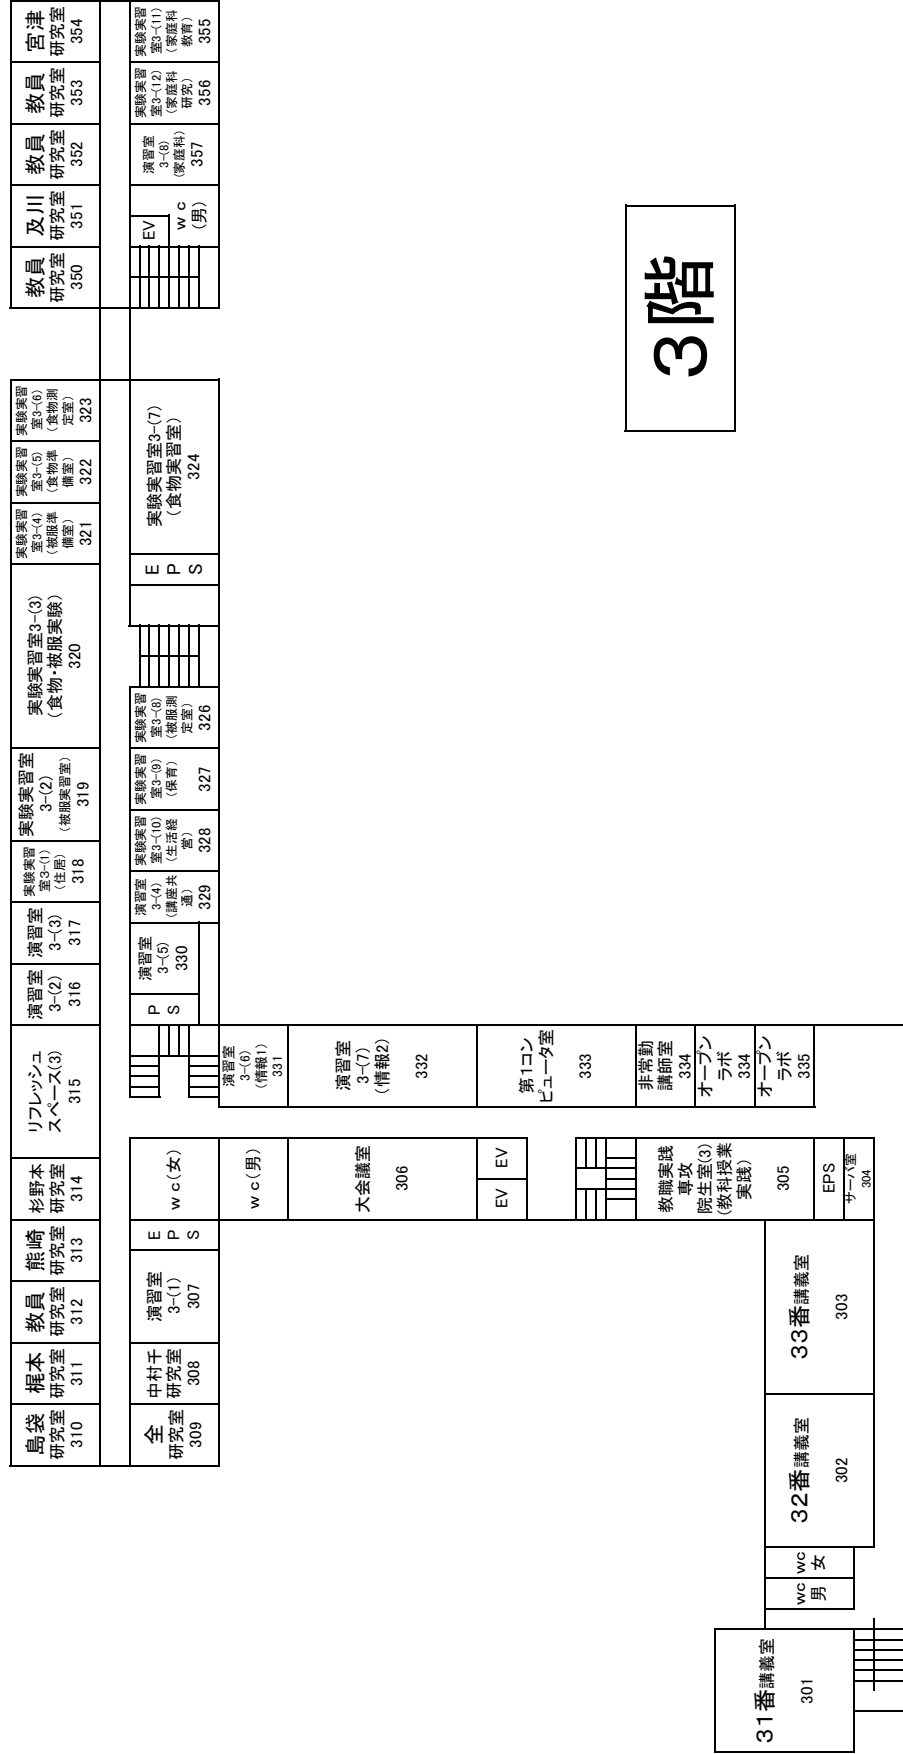 宮津
研究室
354
教員
研究室
353
教員
研究室
352
及川
研究室
351
教員
研究室
350
実験実習
室3-(11)
(家庭科
教育)
355
実験実習
室3-(12)
(家庭科
研究)
356
演習室
3-(8)
(家庭科)
357
EV
ｗｃ
(男)
3階
実験実習
室3-(6)
(食物測
定室)
323
実験実習
室3-(5)
(食物準
備室)
322
実験実習
室3-(4)
(被服準
備室)
321
実験実習室3-(3)
(食物・被服実験)
320
実験実習室
3-(2)
(被服実習室)
319
実験実習
室3-(1)
(住居)
318
演習室
3-(3)
317
演習室
3-(2)
316
リフレッシュ
スペース(3)
315
杉野本
研究室
314
熊崎
研究室
313
教員
研究室
312
梶本
研究室
311
島袋
研究室
310
実験実習室3-(7)
(食物実習室)
324
ＥＰＳ
実験実習
室3-(8)
(被服測
定室)
326
実験実習
室3-(9)
(保育)
327
実験実習
室3-(10)
(生活経
営)
328
演習室
3-(4)
(講座共
通)
329
演習室
3-(5)
330
ＰＳ
演習室
3-(6)
(情報1)
331
演習室
3-(7)
(情報2)
332
第1コン
ピュータ室
333
非常勤
講師室
334
オープン
ラボ
334
オープン
ラボ
335
ｗｃ(女)
ｗｃ(男)
大会議室
306
EV
EV
教職実践
専攻
院生室(3)
(教科授業
実践)
305
EPS
サーバ室
304
ＥＰＳ
演習室
3-(1)
307
中村千
研究室
308
全
研究室
309
33番講義室
303
32番講義室
302
wc
女
wc
男
31番講義室
301